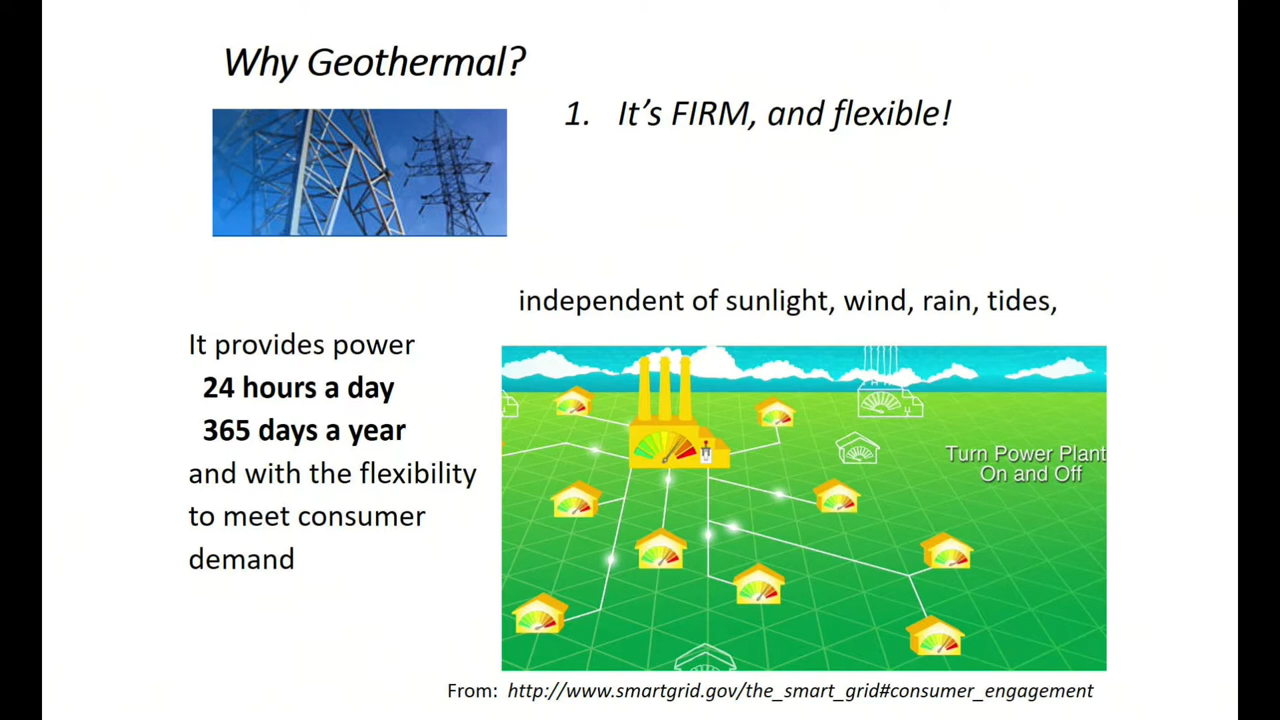 Why Geothermal?
1. It's FIRM, and flexible!
independent of sunlight, wind, rain, tides,
It provides power
24 hours a day
365 days a year
and with the flexibility
to meet consumer
demand
Turn Power Plant
On and Off
From: http://www.smartgrid.gov/the_smart_grid#consumer_engagement